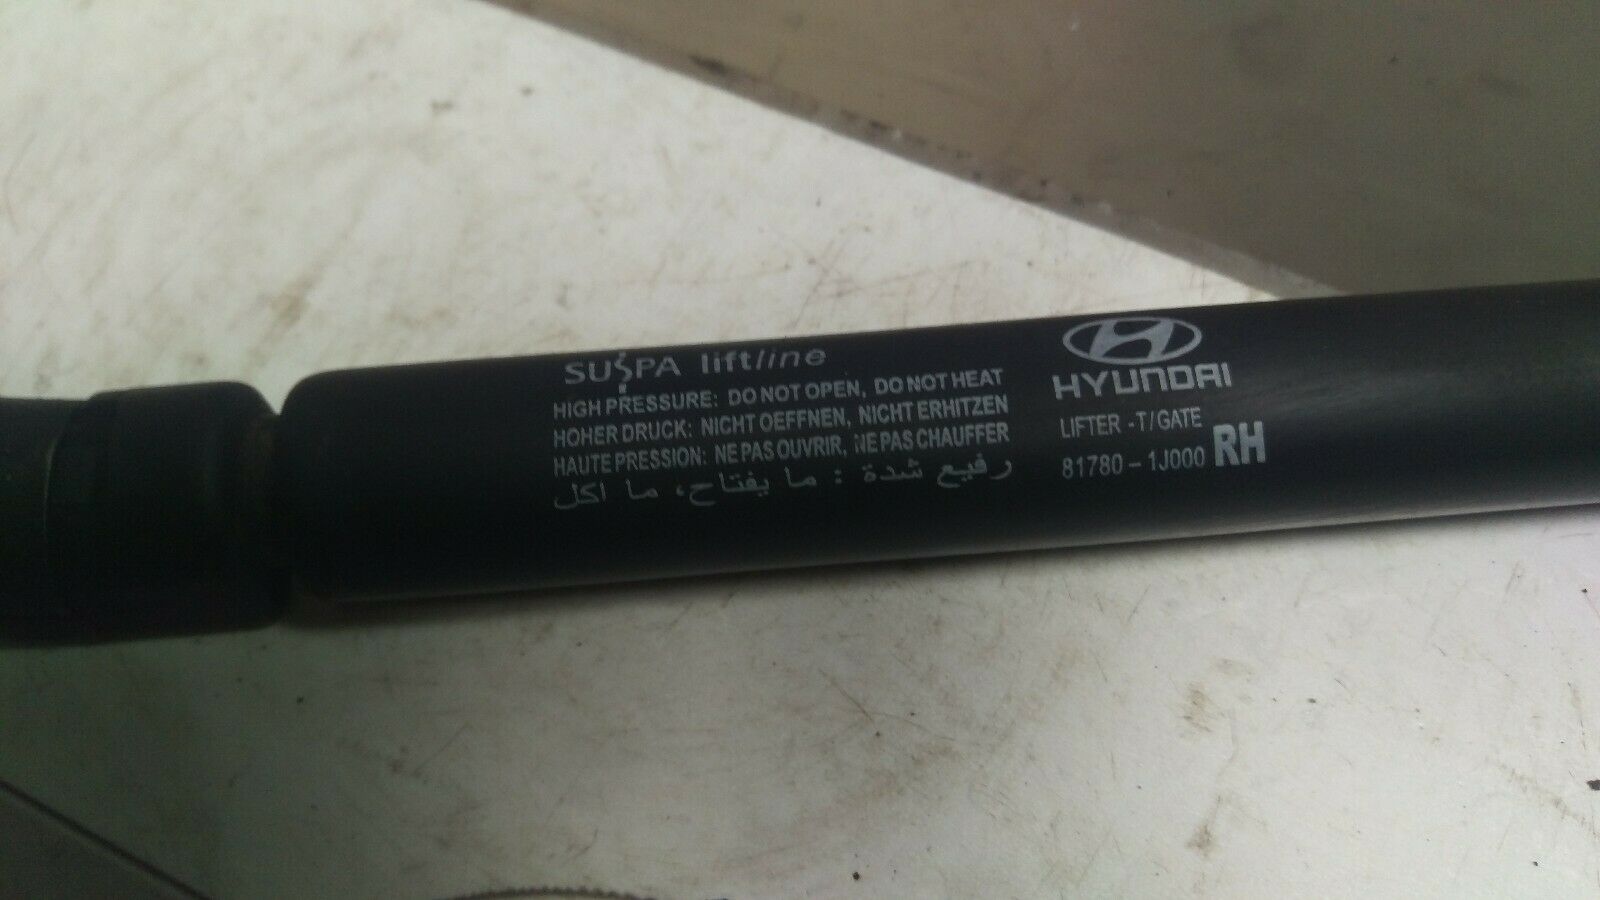 SUSPA liftline
HIGH PRESSURE: DO NOT OPEN, DO NOT HEAT
HOHER DRUCK: NICHT OEFFNEN, NICHT ERHITZEN
HAUTE PRESSION: NE PAS OUVRIR, NE PAS CHAUFFER
رفيع شدة : ما يفتاح، ما اكل
HYUNDAI
LIFTER -T/GATE
81780-1J000 RH